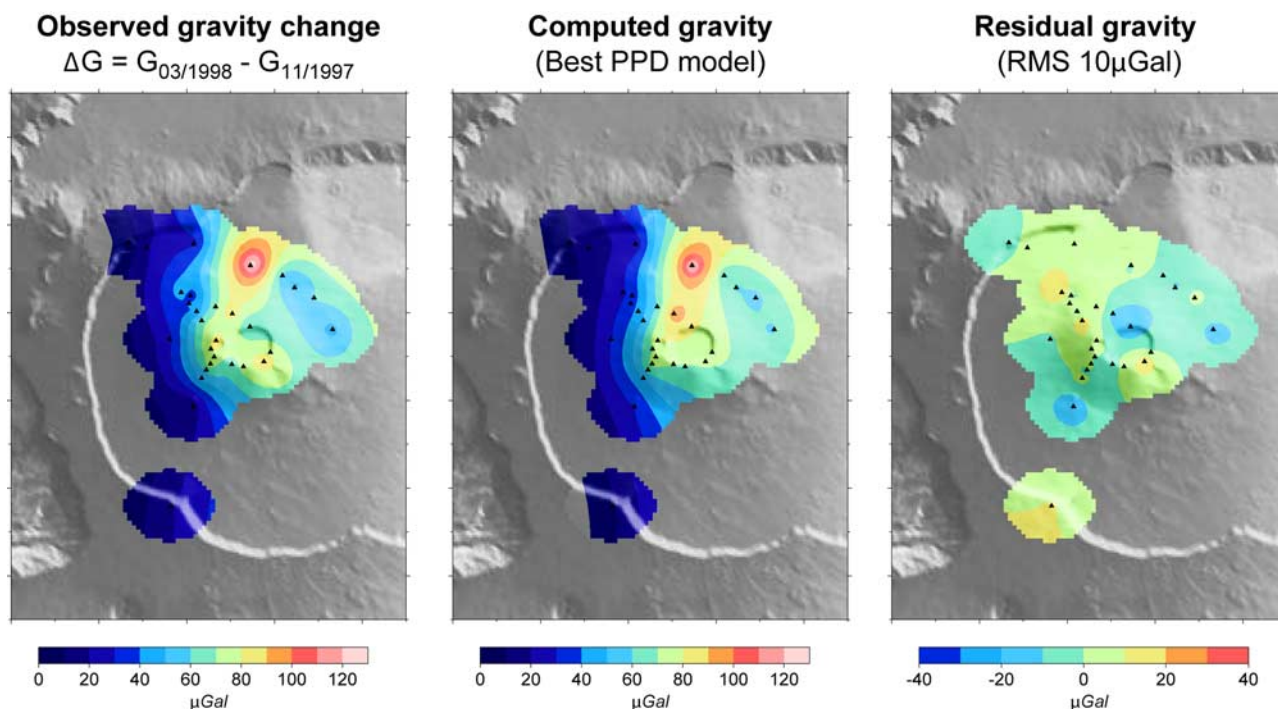 Observed gravity change
ΔG = G03/1998 - G11/1997
Computed gravity
(Best PPD model)
Residual gravity
(RMS 10μGal)
0 20 40 60 80 100 120
μGal
0 20 40 60 80 100 120
μGal
-40 -20 0 20 40
μGal